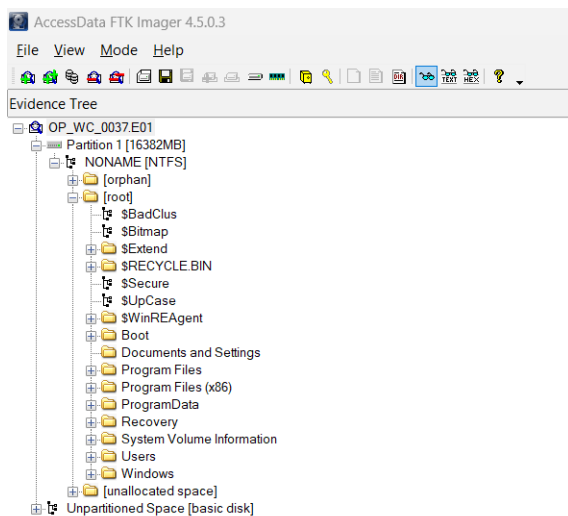 AccessData FTK Imager 4.5.0.3
File View Mode Help
TEXT HEX
Evidence Tree
OP_WC_0037.E01
Partition 1 [16382MB]
NONAME [NTFS]
[orphan]
[root]
$BadClus
$Bitmap
$Extend
$RECYCLE.BIN
$Secure
$UpCase
$WinREAgent
Boot
Documents and Settings
Program Files
Program Files (x86)
ProgramData
Recovery
System Volume Information
Users
Windows
[unallocated space]
Unpartitioned Space [basic disk]